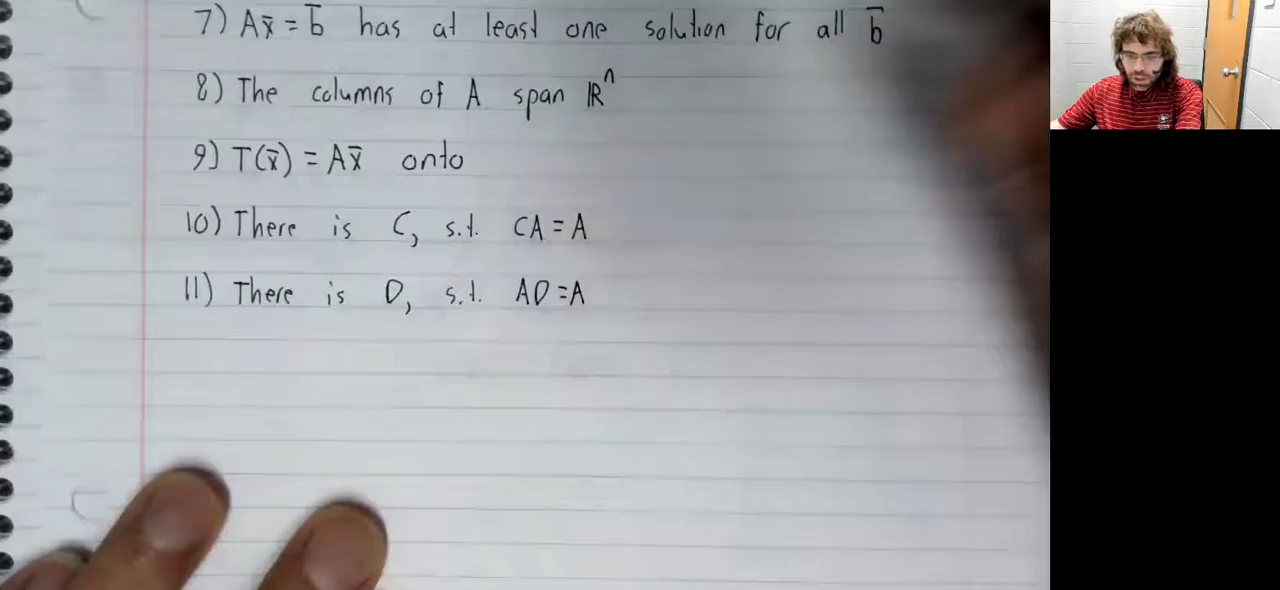 7) Ax̄ = b̄ has at least one solution for all b̄
8) The columns of A span ℝⁿ
9) T(x̄) = Ax̄ onto
10) There is C, s.t. CA = A
11) There is D, s.t. AD = A